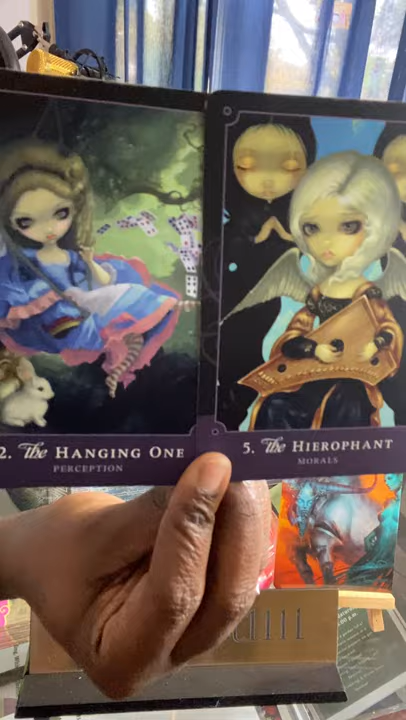 2. The HANGING ONE
PERCEPTION
5. The HIEROPHANT
MORALS